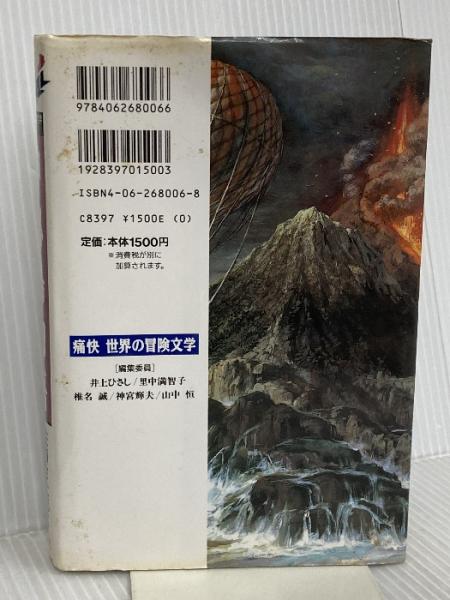 9784062680066
1928397015003
ISBN4-06-268006-8
C8397 ¥1500E (0)
定価:本体1500円
※消費税が別に
加算されます。
痛快 世界の冒険文学
[編集委員]
井上ひさし/里中満智子
椎名 誠/神宮輝夫/山中 恒